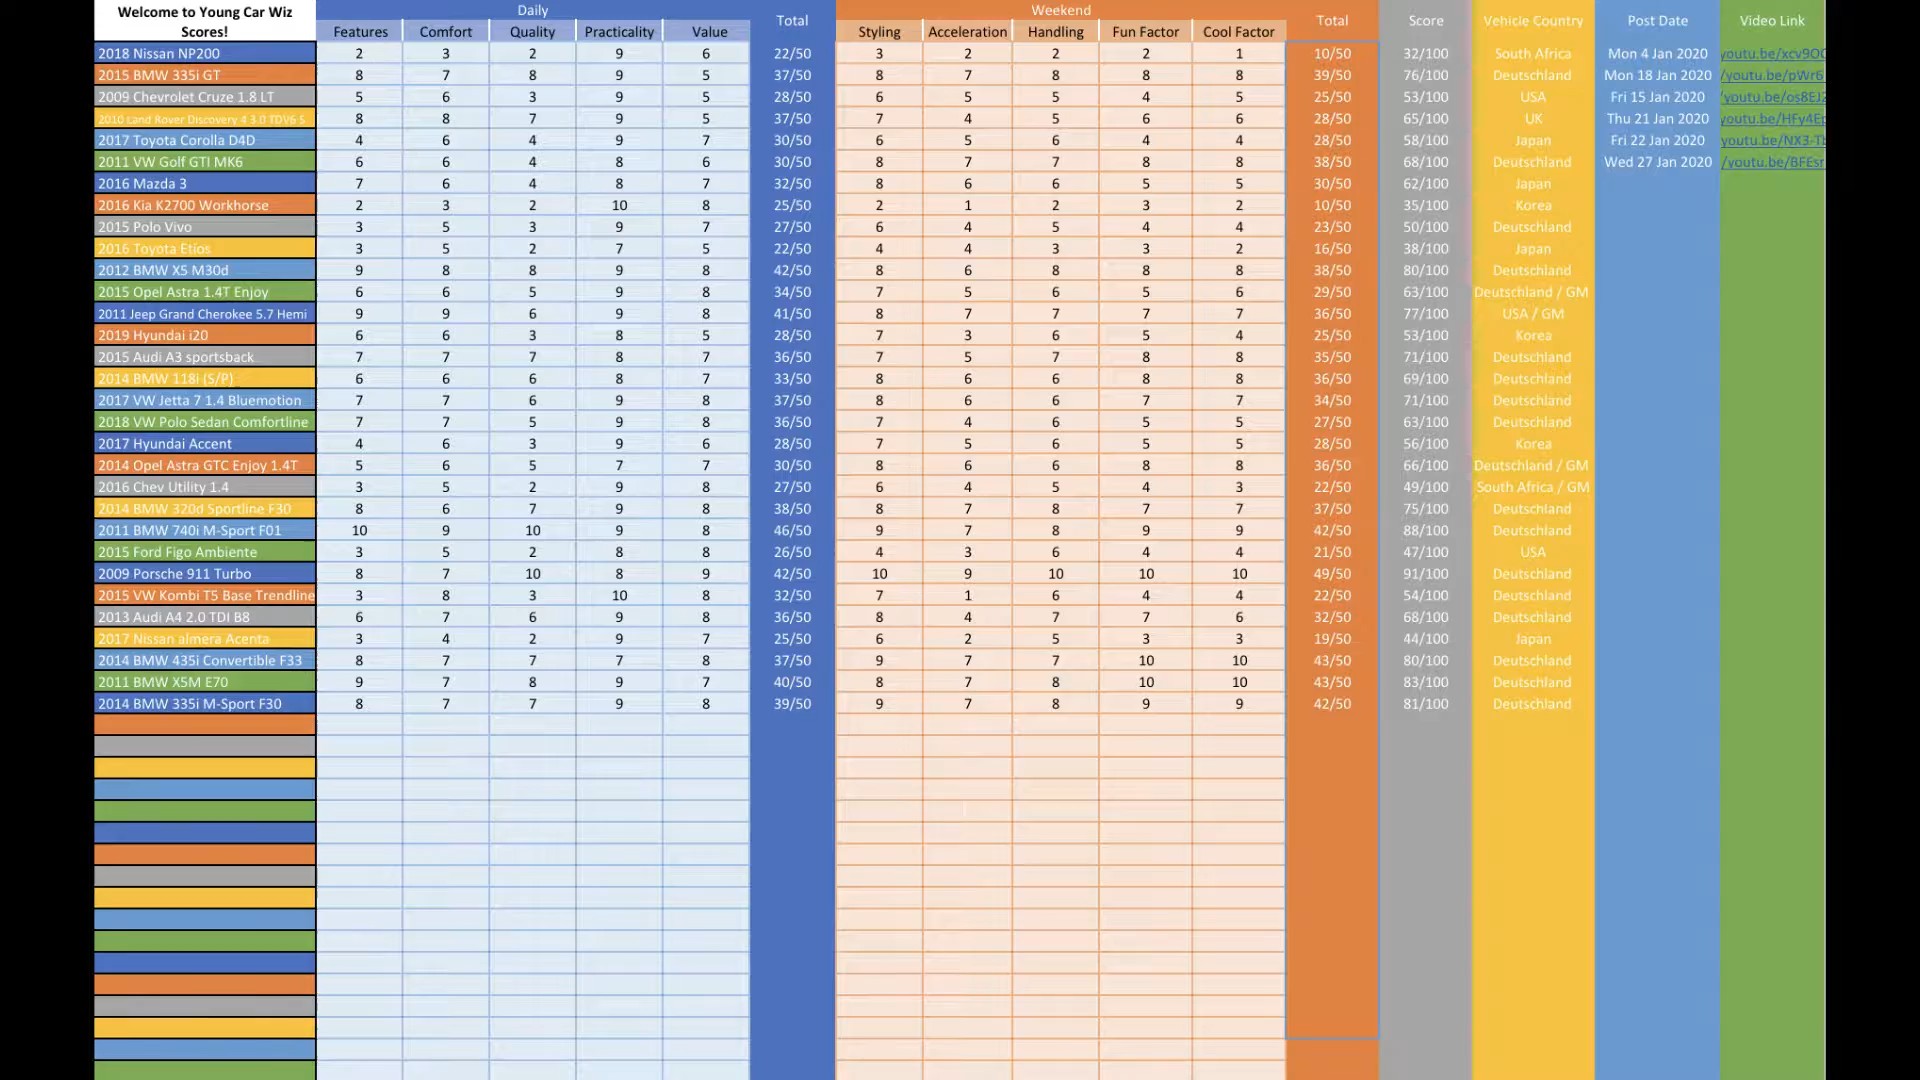 Welcome to Young Car Wiz Daily Total Weekend Total Score Vehicle Country Post Date Video Link
Scores! Features Comfort Quality Practicality Value Styling Acceleration Handling Fun Factor Cool Factor
2018 Nissan NP200 2 3 2 9 6 22/50 3 2 2 2 1 10/50 32/100 South Africa Mon 4 Jan 2020
2015 BMW 335i GT 8 7 8 9 5 37/50 8 7 8 8 8 39/50 76/100 Deutschland Mon 18 Jan 2020 /youtu.be/pWr6
2009 Chevrolet Cruze 1.8 LT 5 6 3 9 5 28/50 6 5 5 4 5 25/50 53/100 USA Fri 15 Jan 2020
2010 Land Rover Discovery 4 3.0 TDV6 S 8 8 7 9 5 37/50 7 4 5 6 6 28/50 65/100 UK Thu 21 Jan 2020
2017 Toyota Corolla D4D 4 6 4 9 7 30/50 6 5 6 4 4 28/50 58/100 Japan Fri 22 Jan 2020
2011 VW Golf GTI MK6 6 6 4 8 6 30/50 8 7 7 8 8 38/50 68/100 Deutschland Wed 27 Jan 2020 /youtu.be/BFEsr
2016 Mazda 3 7 6 4 8 7 32/50 8 6 6 5 5 30/50 62/100 Japan
2016 Kia K2700 Workhorse 2 3 2 10 8 25/50 2 1 2 3 2 10/50 35/100 Korea
2015 Polo Vivo 3 5 3 9 7 27/50 6 4 5 4 4 23/50 50/100 Deutschland
2016 Toyota Etios 3 5 2 7 5 22/50 4 4 3 3 2 16/50 38/100 Japan
2012 BMW X5 M30d 9 8 8 9 8 42/50 8 6 8 8 8 38/50 80/100 Deutschland
2015 Opel Astra 1.4T Enjoy 6 6 5 9 8 34/50 7 5 6 5 6 29/50 63/100 Deutschland / GM
2011 Jeep Grand Cherokee 5.7 Hemi 9 9 6 9 8 41/50 8 7 7 7 7 36/50 77/100 USA / GM
2019 Hyundai i20 6 6 3 8 5 28/50 7 3 6 5 4 25/50 53/100 Korea
2015 Audi A3 sportsback 7 7 7 8 7 36/50 7 5 7 8 8 35/50 71/100 Deutschland
2014 BMW 118i (S/P) 6 6 6 8 7 33/50 8 6 6 8 8 36/50 69/100 Deutschland
2017 VW Jetta 7 1.4 Bluemotion 7 7 6 9 8 37/50 8 6 6 7 7 34/50 71/100 Deutschland
2018 VW Polo Sedan Comfortline 7 7 5 9 8 36/50 7 4 6 5 5 27/50 63/100 Deutschland
2017 Hyundai Accent 4 6 3 9 6 28/50 7 5 6 5 5 28/50 56/100 Korea
2014 Opel Astra GTC Enjoy 1.4T 5 6 5 7 7 30/50 8 6 6 8 8 36/50 66/100 Deutschland / GM
2016 Chev Utility 1.4 3 5 2 9 8 27/50 6 4 5 4 3 22/50 49/100 South Africa / GM
2014 BMW 320d Sportline F30 8 6 7 9 8 38/50 8 7 8 7 7 37/50 75/100 Deutschland
2011 BMW 740i M-Sport F01 10 9 10 9 8 46/50 9 7 8 9 9 42/50 88/100 Deutschland
2015 Ford Figo Ambiente 3 5 2 8 8 26/50 4 3 6 4 4 21/50 47/100 USA
2009 Porsche 911 Turbo 8 7 10 8 9 42/50 10 9 10 10 10 49/50 91/100 Deutschland
2015 VW Kombi T5 Base Trendline 3 8 3 10 8 32/50 7 1 6 4 4 22/50 54/100 Deutschland
2013 Audi A4 2.0 TDI B8 6 7 6 9 8 36/50 8 4 7 7 6 32/50 68/100 Deutschland
2017 Nissan almera Acenta 3 4 2 9 7 25/50 6 2 5 3 3 19/50 44/100 Japan
2014 BMW 435i Convertible F33 8 7 7 7 8 37/50 9 7 7 10 10 43/50 80/100 Deutschland
2011 BMW X5M E70 9 7 8 9 7 40/50 8 7 8 10 10 43/50 83/100 Deutschland
2014 BMW 335i M-Sport F30 8 7 7 9 8 39/50 9 7 8 9 9 42/50 81/100 Deutschland